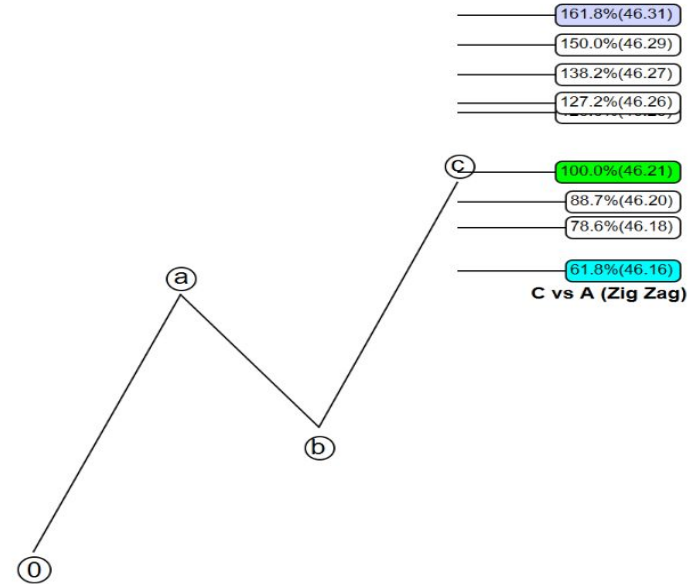 161.8%(46.31)
150.0%(46.29)
138.2%(46.27)
127.2%(46.26)
c
100.0%(46.21)
88.7%(46.20)
78.6%(46.18)
61.8%(46.16)
a
C vs A (Zig Zag)
b
0